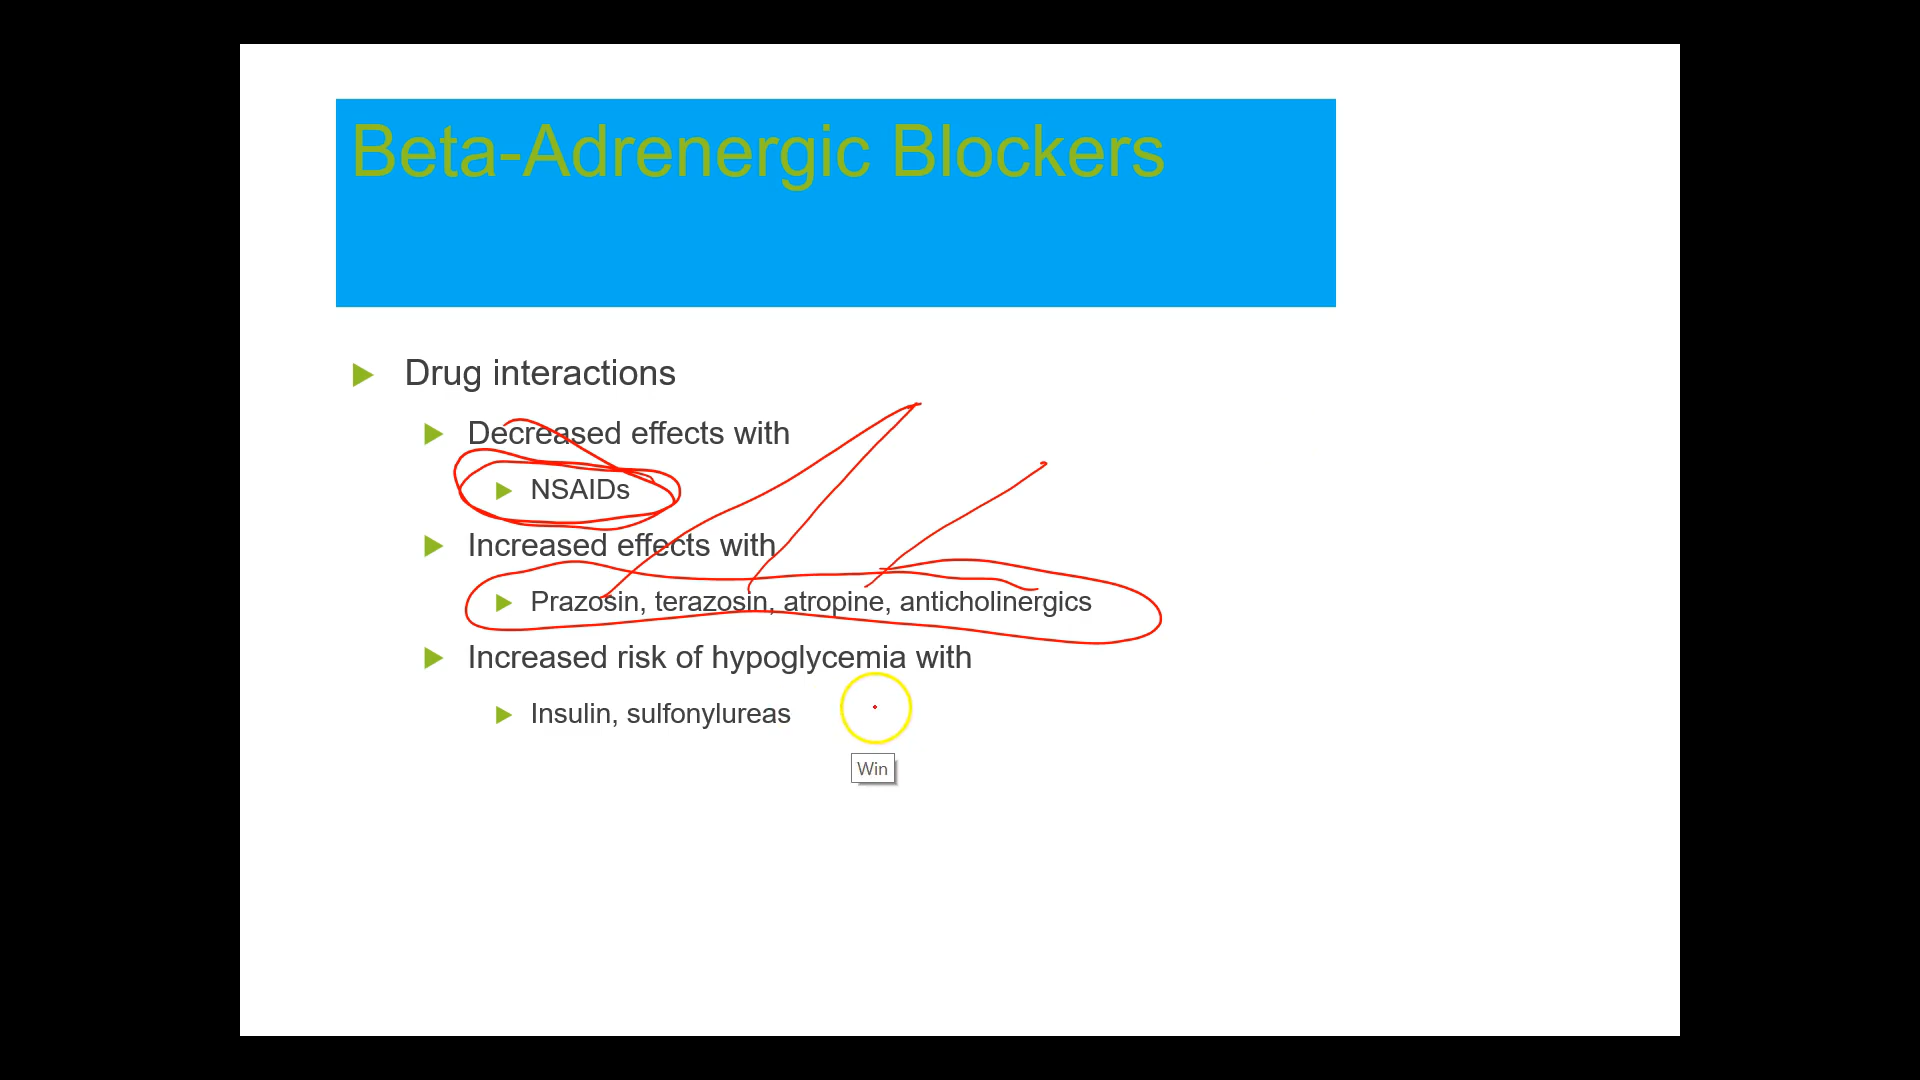 Beta-Adrenergic Blockers
Drug interactions
Decreased effects with
NSAIDs
Increased effects with
Prazosin, terazosin, atropine, anticholinergics
Increased risk of hypoglycemia with
Insulin, sulfonylureas
Win